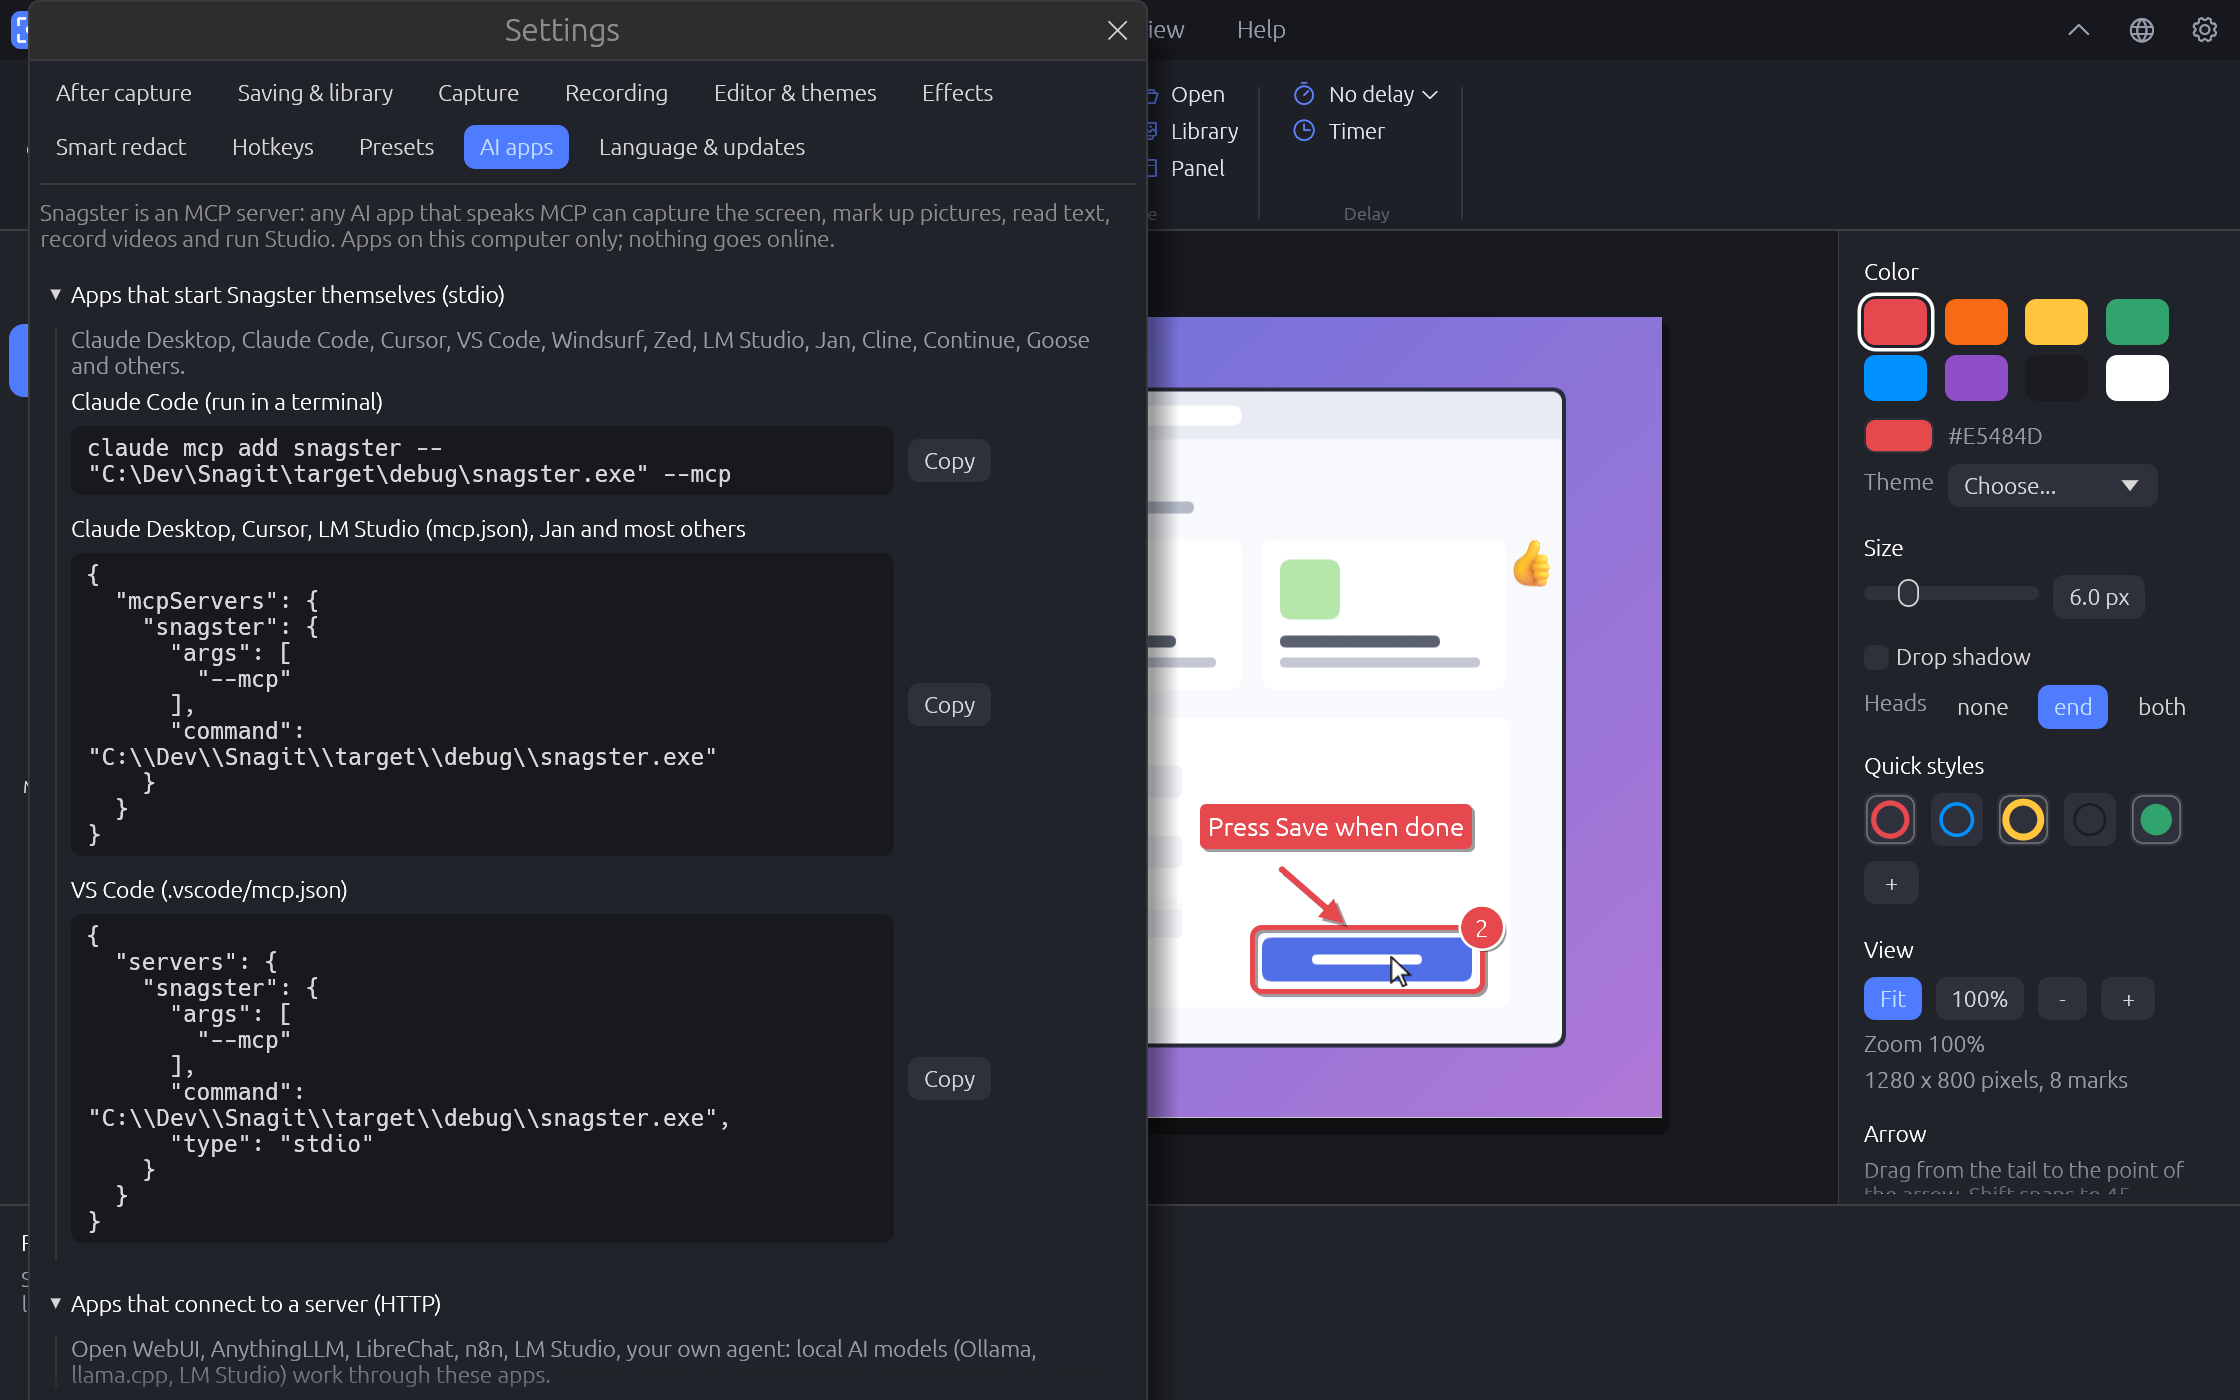 Settings
After capture Saving & library Capture Recording Editor & themes Effects
Smart redact Hotkeys Presets AI apps Language & updates
Snagster is an MCP server: any AI app that speaks MCP can capture the screen, mark up pictures, read text,
record videos and run Studio. Apps on this computer only; nothing goes online.
▼ Apps that start Snagster themselves (stdio)
Claude Desktop, Claude Code, Cursor, VS Code, Windsurf, Zed, LM Studio, Jan, Cline, Continue, Goose
and others.
Claude Code (run in a terminal)
claude mcp add snagster --
"C:\Dev\Snagit\target\debug\snagster.exe" --mcp
Copy
Claude Desktop, Cursor, LM Studio (mcp.json), Jan and most others
{
  "mcpServers": {
    "snagster": {
      "args": [
        "--mcp"
      ],
      "command":
"C:\\Dev\\Snagit\\target\\debug\\snagster.exe"
    }
  }
}
Copy
VS Code (.vscode/mcp.json)
{
  "servers": {
    "snagster": {
      "args": [
        "--mcp"
      ],
      "command":
"C:\\Dev\\Snagit\\target\\debug\\snagster.exe",
      "type": "stdio"
    }
  }
}
Copy
▼ Apps that connect to a server (HTTP)
Open WebUI, AnythingLLM, LibreChat, n8n, LM Studio, your own agent: local AI models (Ollama,
llama.cpp, LM Studio) work through these apps.
Help
Open
Library
Panel
No delay
Timer
Delay
Press Save when done
2
Color
#E5484D
Theme Choose...
Size
6.0 px
Drop shadow
Heads none end both
Quick styles
+
View
Fit 100% - +
Zoom 100%
1280 x 800 pixels, 8 marks
Arrow
Drag from the tail to the point of